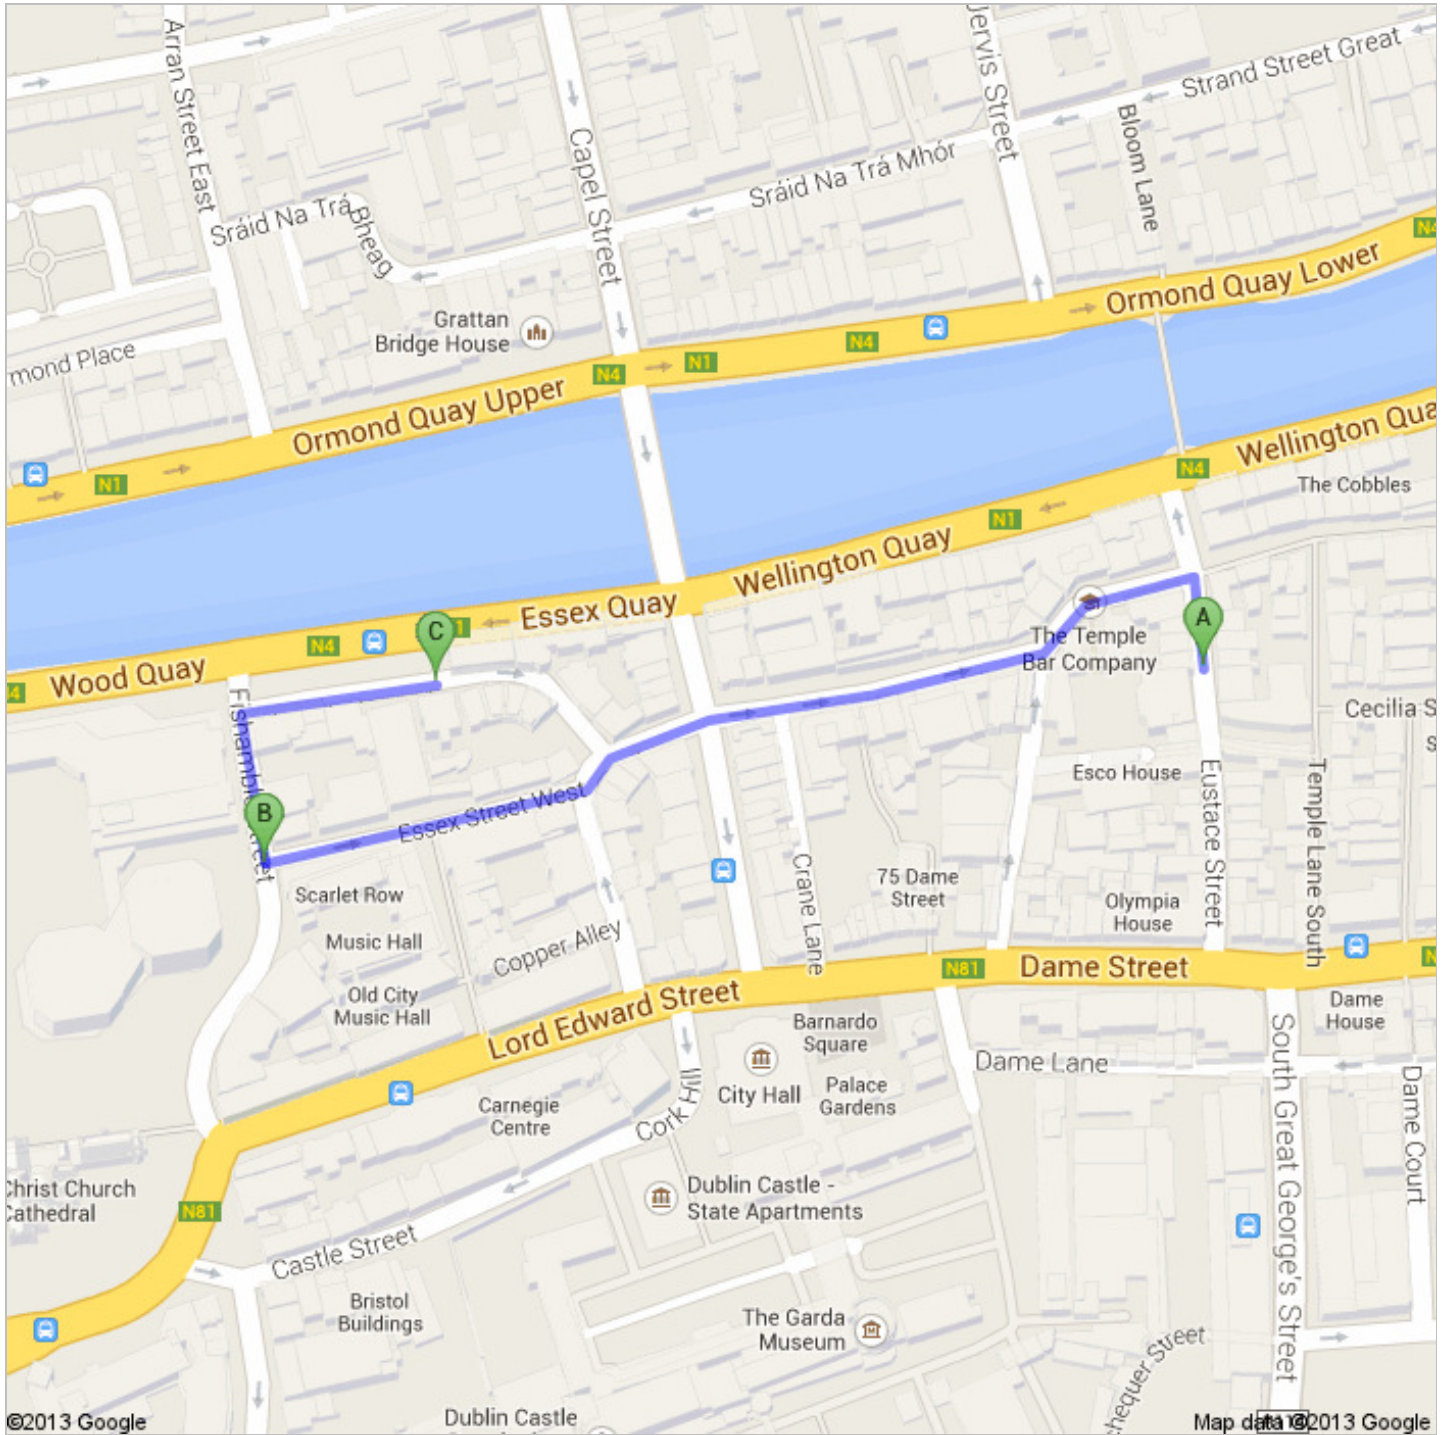 Arran Street East
Capel Street
Jervis Street
Strand Street Great
Bloom Lane
Sráid Na Trá Mhór
Sráid Na Trá
Bheag
Grattan
Bridge House
mond Place
Ormond Quay Lower
N4
N4
N1
N4
Ormond Quay Upper
N1
Wellington Qua
N4
The Cobbles
N1
Wellington Quay
Essex Quay
N4
C
1
Wood Quay
4
A
The Temple
Bar Company
Fishamble Street
B
Essex Street West
Cecilia S
S
Esco House
Eustace Street
Temple Lane South
Crane Lane
Scarlet Row
75 Dame
Street
Olympia
House
Music Hall
Copper Alley
Old City
Music Hall
Lord Edward Street
N81
Dame Street
N
Barnardo
Square
Dame
House
Dame Lane
City Hall
Palace
Gardens
Cork Hill
Carnegie
Centre
South Great George's Street
Dame Court
Christ Church
Cathedral
N81
Dublin Castle -
State Apartments
Castle Street
Bristol
Buildings
The Garda
Museum
chequer Street
Dublin Castle
©2013 Google
Map data ©2013 Google